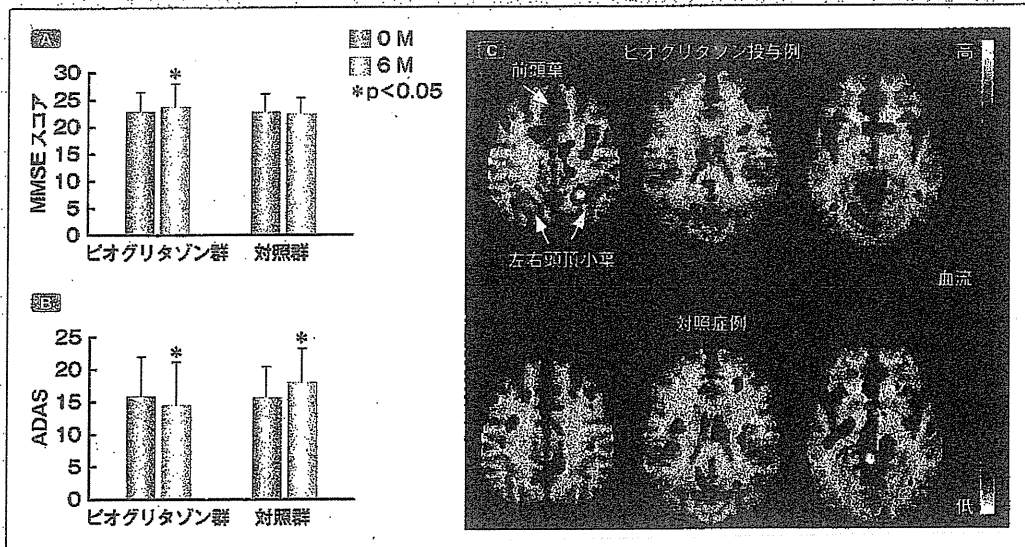 A
0 M
6 M
*p<0.05
MMSEスコア
30
25
20
15
10
5
0
*
ピオグリタゾン群
対照群
B
ADAS
25
20
15
10
5
0
*
*
ピオグリタゾン群
対照群
C
ピオグリタゾン投与例
高
前頭葉
左右頭頂小葉
血流
対照症例
低